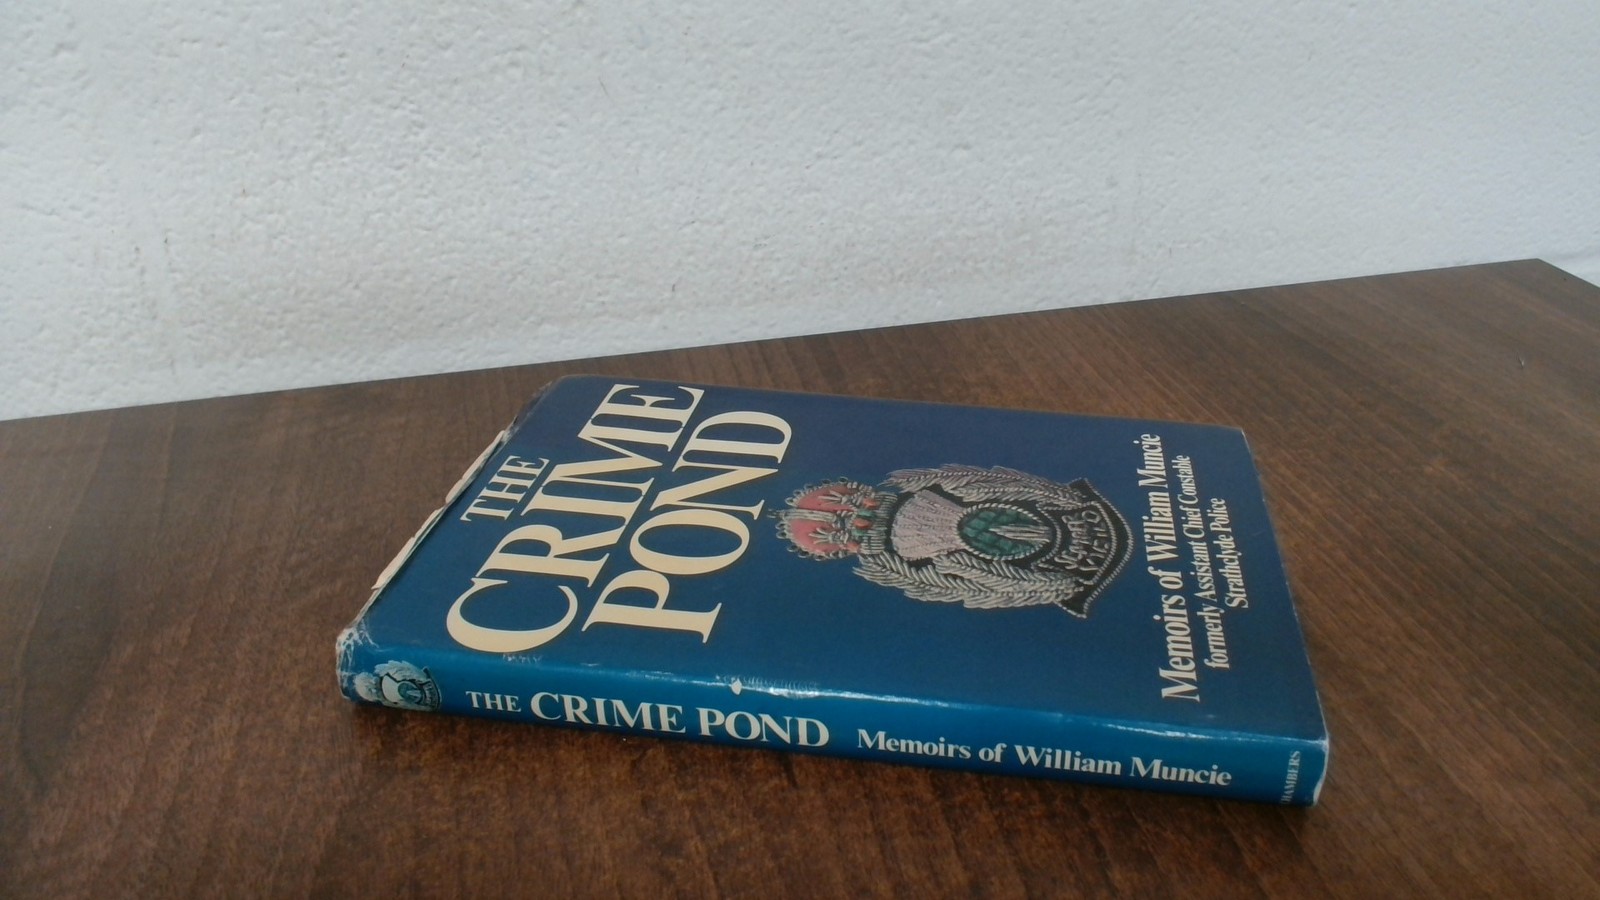 THE
CRIME
POND
Memoirs of William Muncie
formerly Assistant Chief Constable
Strathclyde Police
THE CRIME POND Memoirs of William Muncie
CHAMBERS